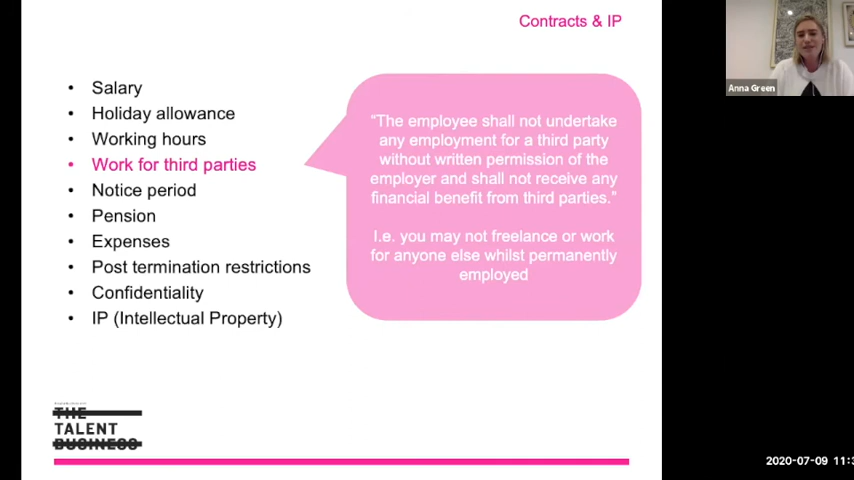 Contracts & IP
Anna Green
• Salary
• Holiday allowance
• Working hours
• Work for third parties
• Notice period
• Pension
• Expenses
• Post termination restrictions
• Confidentiality
• IP (Intellectual Property)
“The employee shall not undertake
any employment for a third party
without written permission of the
employer and shall not receive any
financial benefit from third parties.”
I.e. you may not freelance or work
for anyone else whilst permanently
employed
THE
TALENT
BUSINESS
2020-07-09 11:3